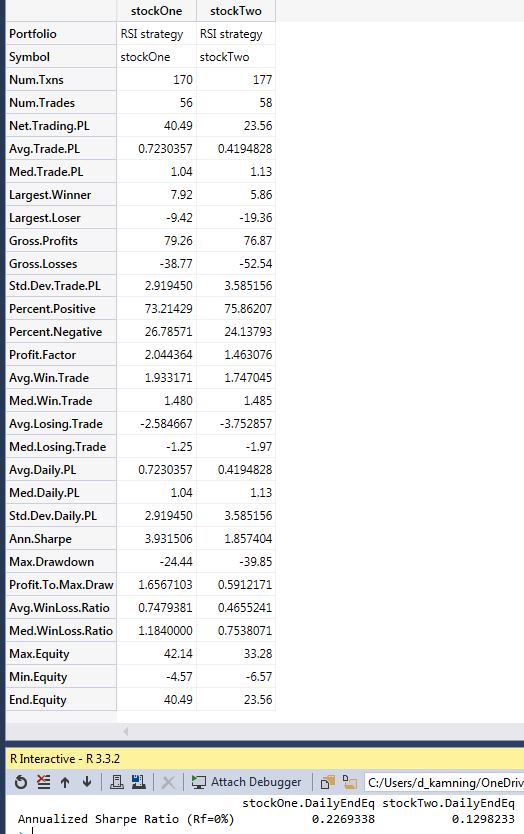 stockOne stockTwo
Portfolio RSI strategy RSI strategy
Symbol stockOne stockTwo
Num.Txns 170 177
Num.Trades 56 58
Net.Trading.PL 40.49 23.56
Avg.Trade.PL 0.7230357 0.4194828
Med.Trade.PL 1.04 1.13
Largest.Winner 7.92 5.86
Largest.Loser -9.42 -19.36
Gross.Profits 79.26 76.87
Gross.Losses -38.77 -52.54
Std.Dev.Trade.PL 2.919450 3.585156
Percent.Positive 73.21429 75.86207
Percent.Negative 26.78571 24.13793
Profit.Factor 2.044364 1.463076
Avg.Win.Trade 1.933171 1.747045
Med.Win.Trade 1.480 1.485
Avg.Losing.Trade -2.584667 -3.752857
Med.Losing.Trade -1.25 -1.97
Avg.Daily.PL 0.7230357 0.4194828
Med.Daily.PL 1.04 1.13
Std.Dev.Daily.PL 2.919450 3.585156
Ann.Sharpe 3.931506 1.857404
Max.Drawdown -24.44 -39.85
Profit.To.Max.Draw 1.6567103 0.5912171
Avg.WinLoss.Ratio 0.7479381 0.4655241
Med.WinLoss.Ratio 1.1840000 0.7538071
Max.Equity 42.14 33.28
Min.Equity -4.57 -6.57
End.Equity 40.49 23.56
R Interactive - R 3.3.2
Attach Debugger C:/Users/d_kamning/OneDriv
stockOne.DailyEndEq stockTwo.DailyEndEq
Annualized Sharpe Ratio (Rf=0%) 0.2269338 0.1298233
>